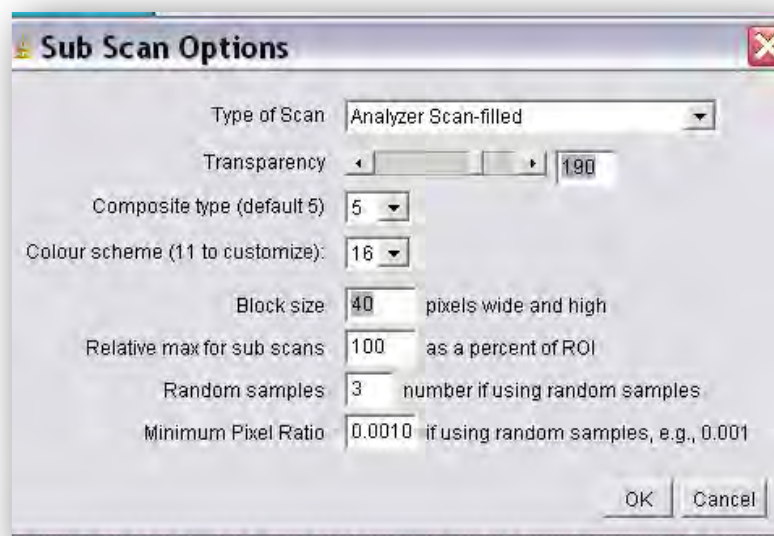 Sub Scan Options
Type of Scan Analyzer Scan-filled
Transparency 190
Composite type (default 5) 5
Colour scheme (11 to customize): 16
Block size 40 pixels wide and high
Relative max for sub scans 100 as a percent of ROI
Random samples 3 number if using random samples
Minimum Pixel Ratio 0.0010 if using random samples, e.g., 0.001
OK Cancel